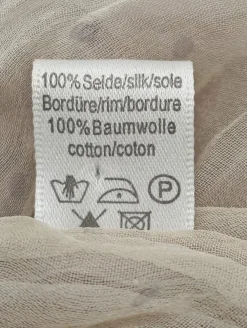 100% Seide/silk/soie
Bordüre/rim/bordure
100% Baumwolle
cotton/coton
P